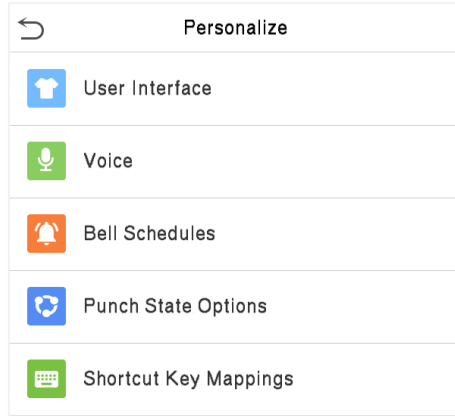 Personalize
User Interface
Voice
Bell Schedules
Punch State Options
Shortcut Key Mappings